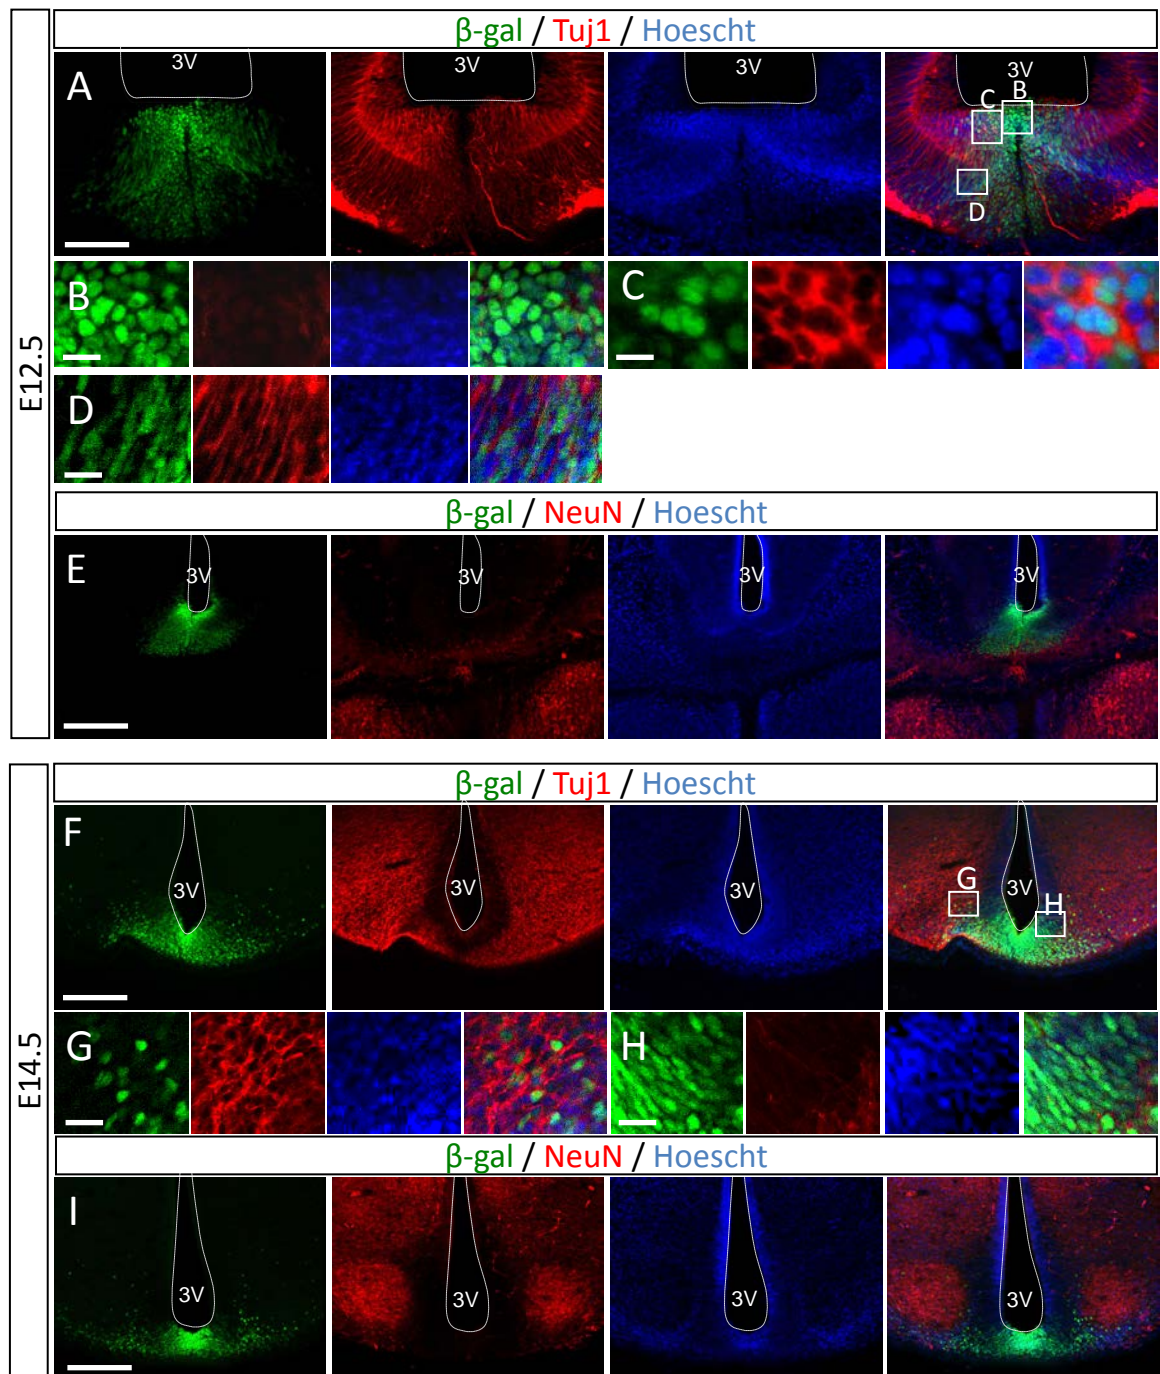 E12.5
β-gal / Tuj1 / Hoescht
A 3V 3V 3V 3V
C B
D
B C
D
β-gal / NeuN / Hoescht
E 3V 3V 3V 3V
E14.5
β-gal / Tuj1 / Hoescht
F 3V 3V 3V 3V
G H
G H
β-gal / NeuN / Hoescht
I 3V 3V 3V 3V